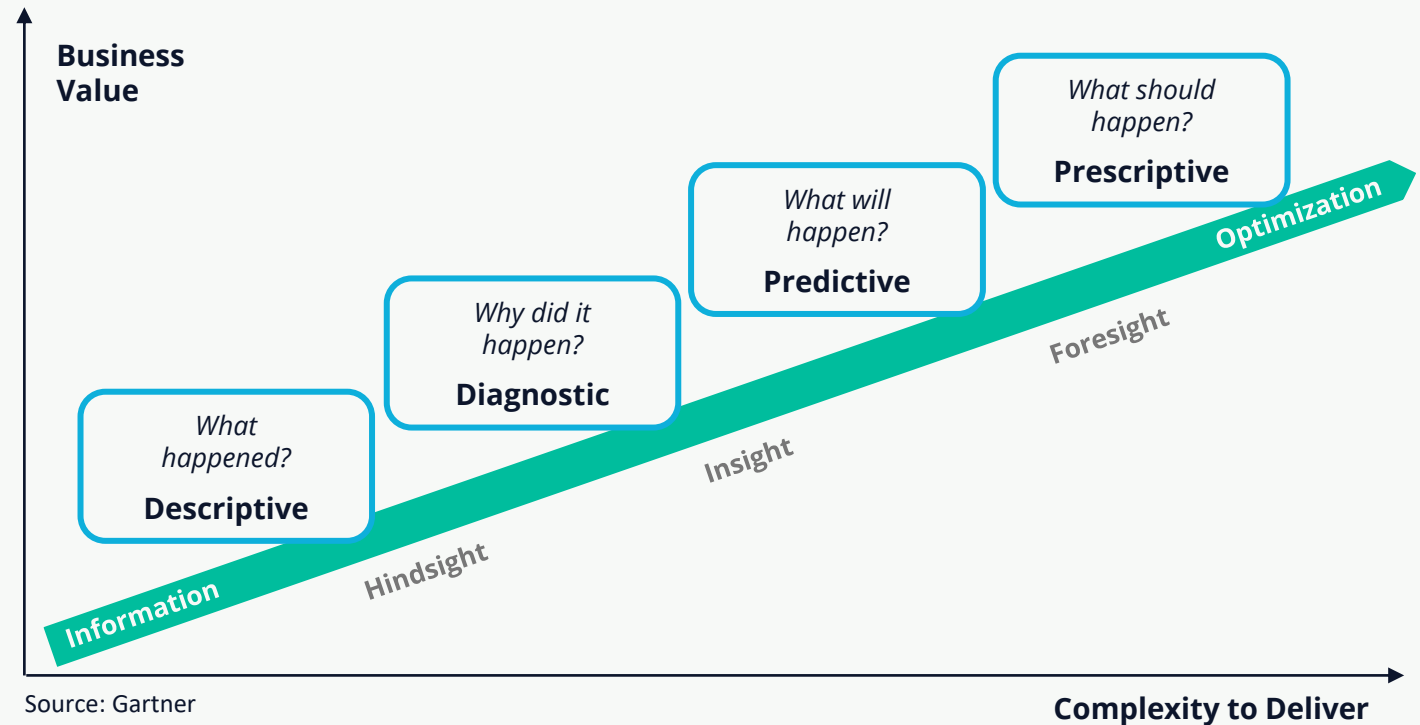 Business
Value
What should
happen?
Prescriptive
What will
happen?
Predictive
Why did it
happen?
Diagnostic
What
happened?
Descriptive
Information
Optimization
Hindsight
Insight
Foresight
Source: Gartner
Complexity to Deliver